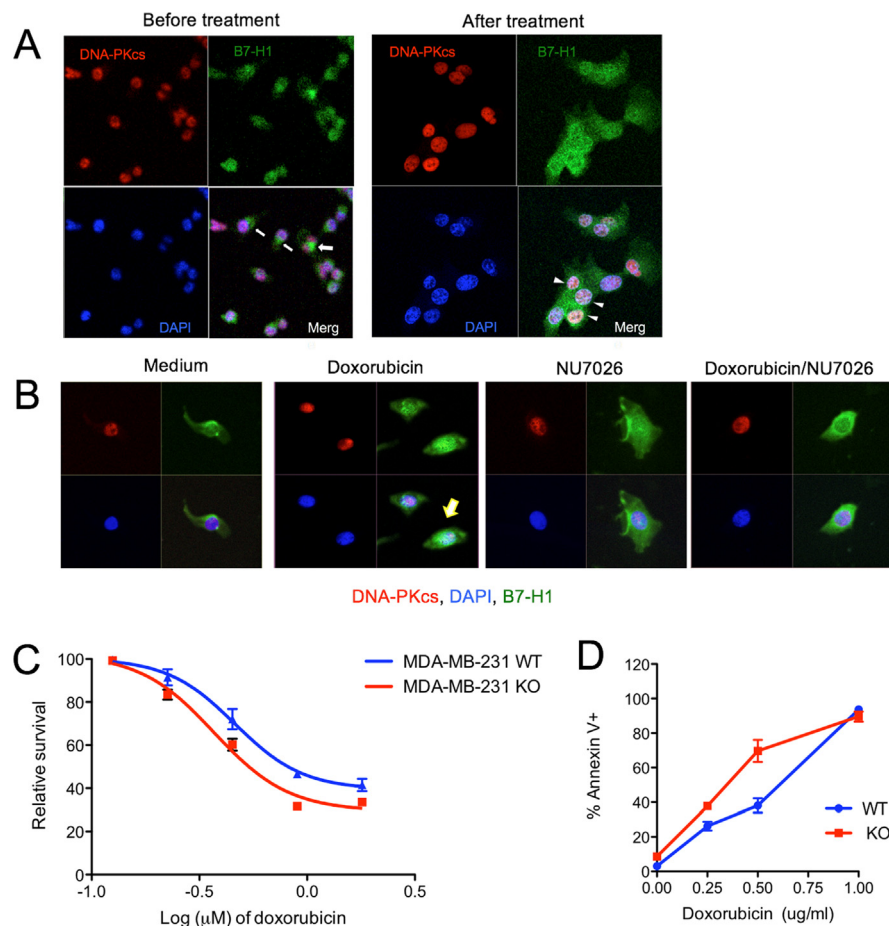 A
Before treatment
After treatment
DNA-PKcs
B7-H1
DNA-PKcs
B7-H1
DAPI
Merg
DAPI
Merg
B
Medium
Doxorubicin
NU7026
Doxorubicin/NU7026
DNA-PKcs, DAPI, B7-H1
C
100
80
60
40
20
0
-1.0
-0.5
0.0
0.5
Relative survival
Log (µM) of doxorubicin
MDA-MB-231 WT
MDA-MB-231 KO
D
120
100
80
60
40
20
0
0.00
0.25
0.50
1.00
% Annexin V+
Doxorubicin (ug/ml)
WT
KO